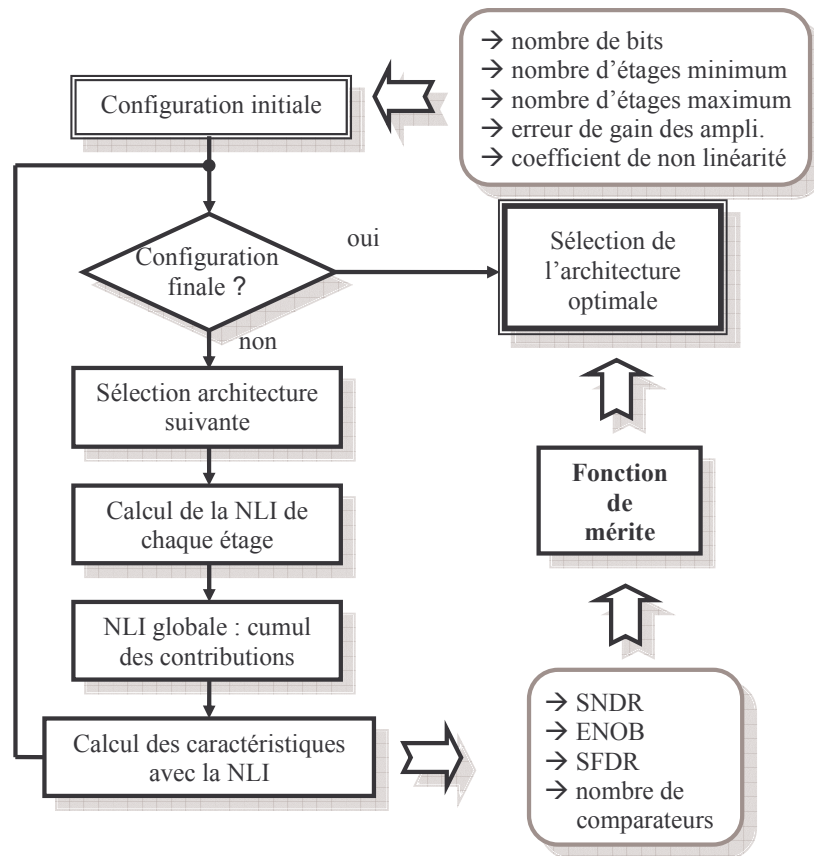 Configuration initiale
→ nombre de bits
→ nombre d'étages minimum
→ nombre d'étages maximum
→ erreur de gain des ampli.
→ coefficient de non linéarité
Configuration
finale ?
oui
non
Sélection de
l'architecture
optimale
Sélection architecture
suivante
Calcul de la NLI de
chaque étage
NLI globale : cumul
des contributions
Calcul des caractéristiques
avec la NLI
Fonction
de
mérite
→ SNDR
→ ENOB
→ SFDR
→ nombre de
comparateurs